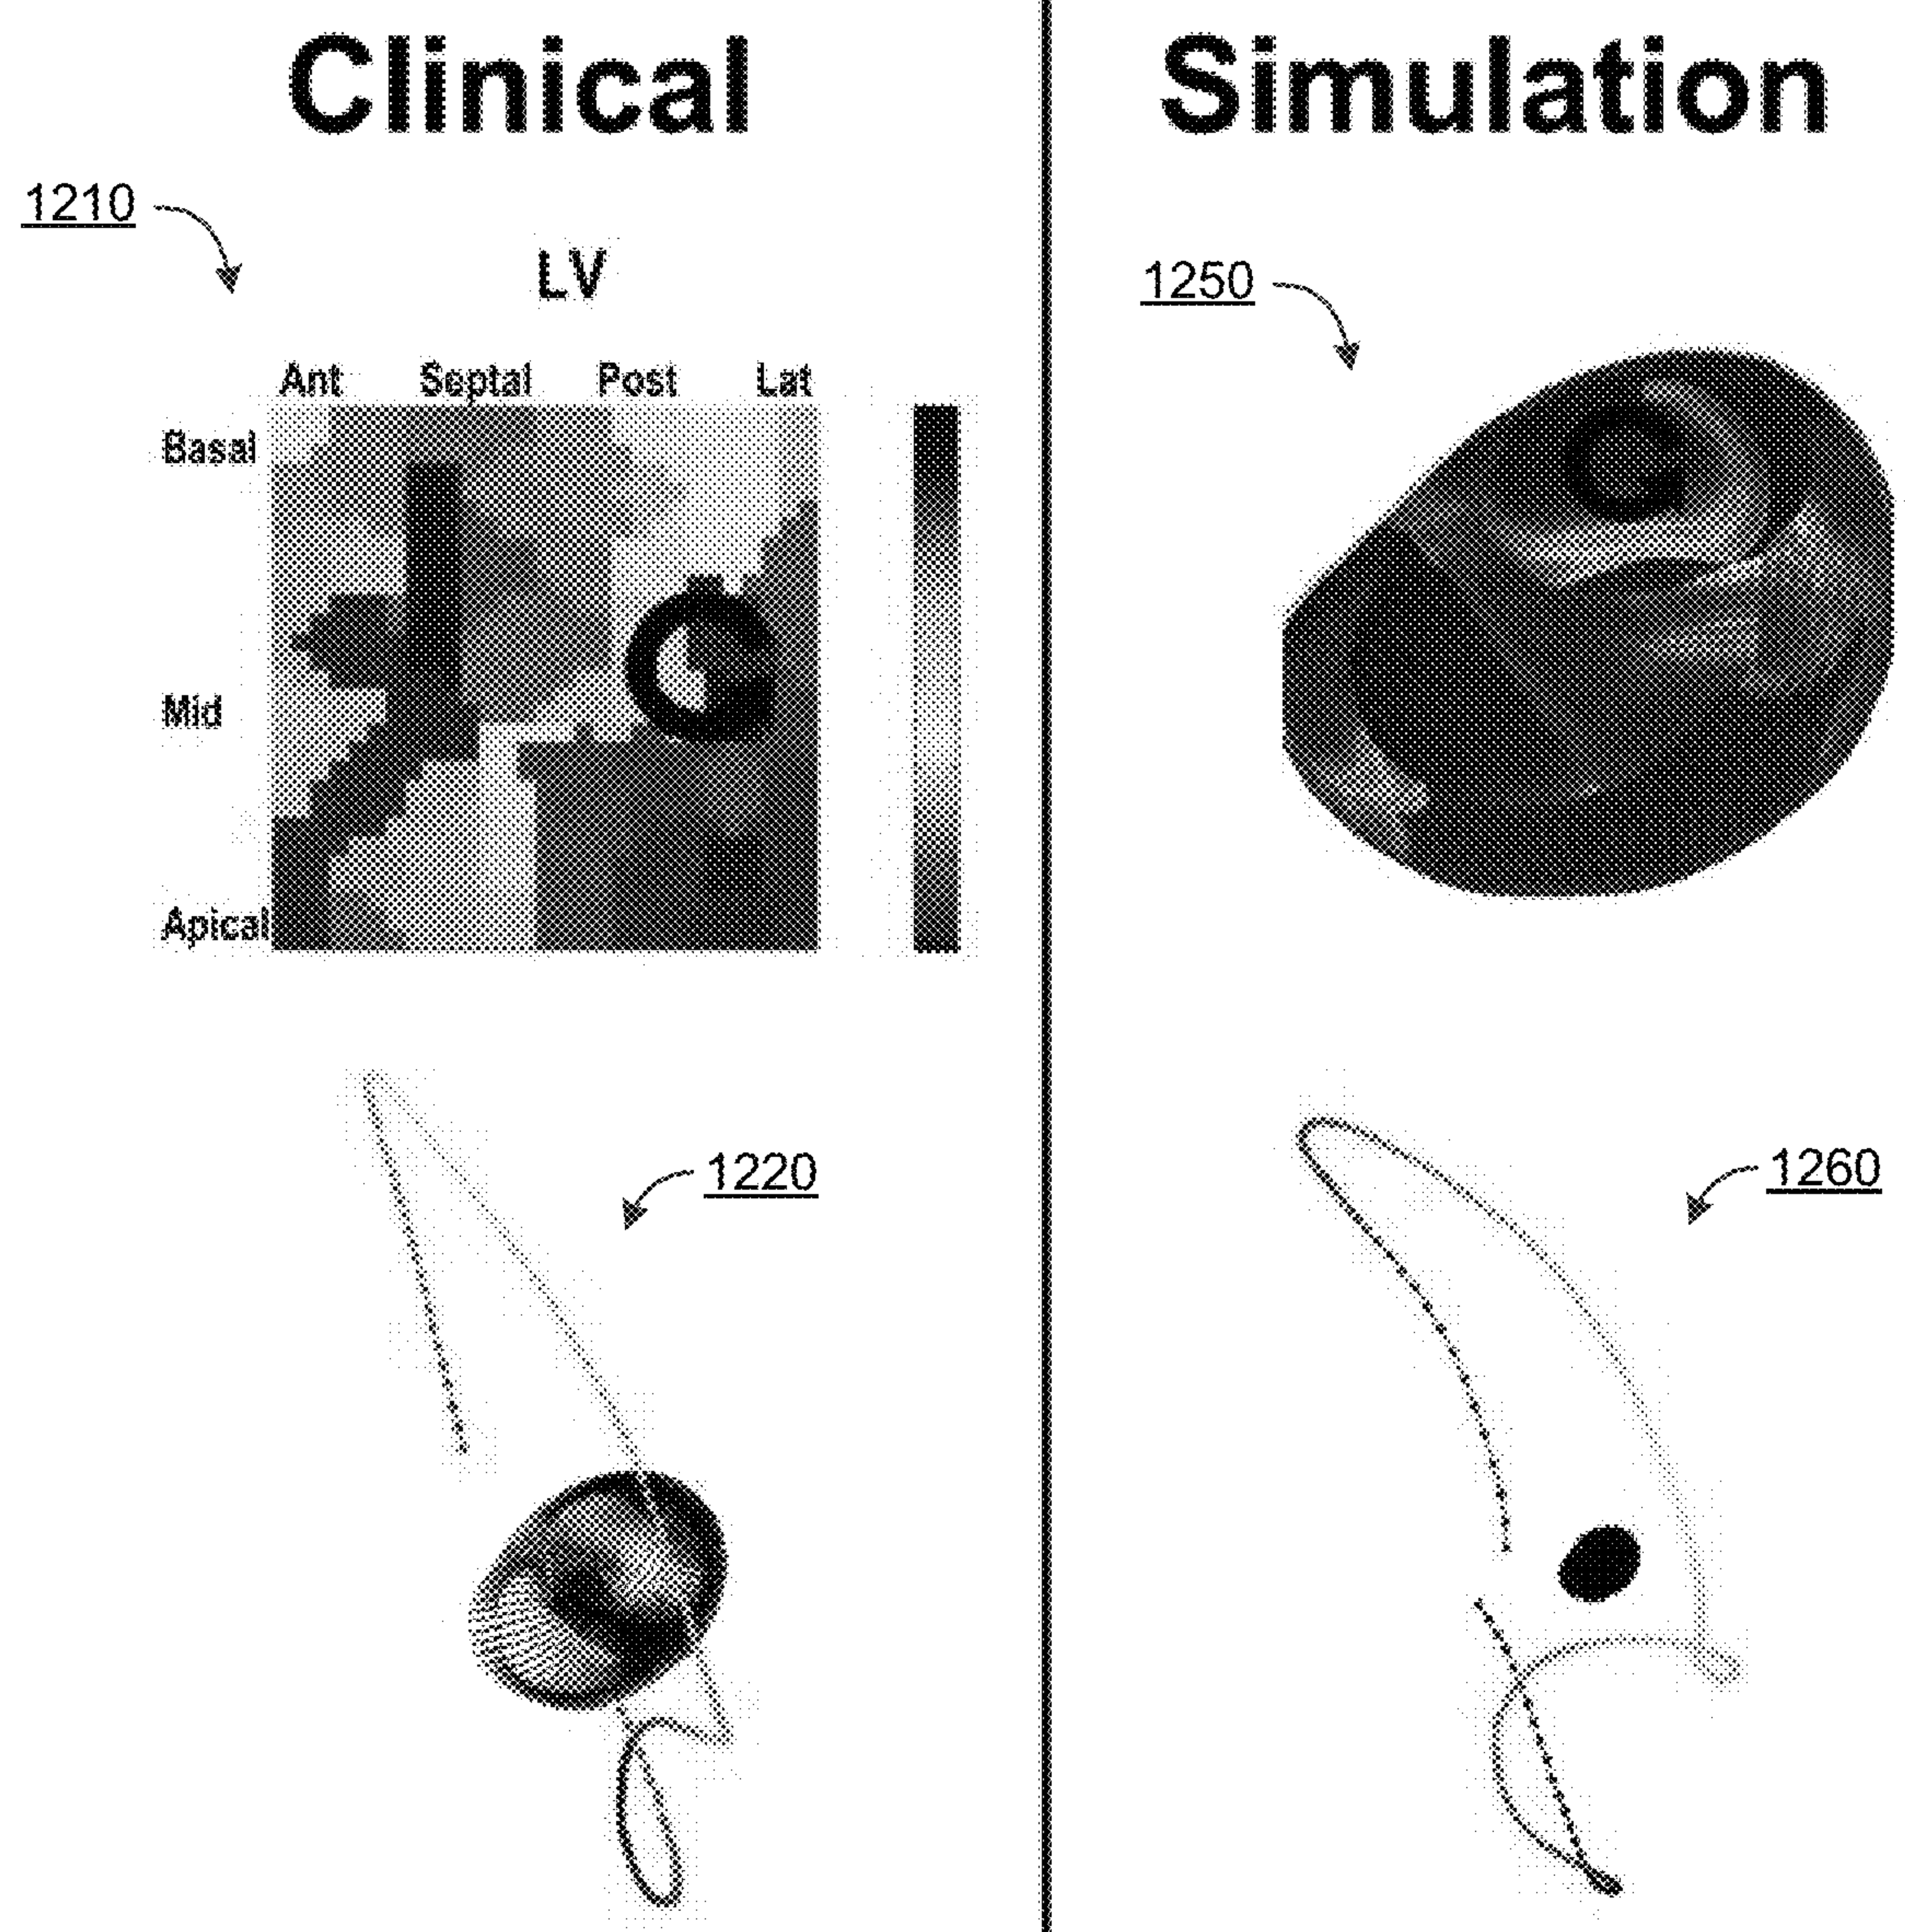 Clinical
1210
LV
Ant Septal Post Lat
Basal
Mid
Apical
1220
Simulation
1250
1260